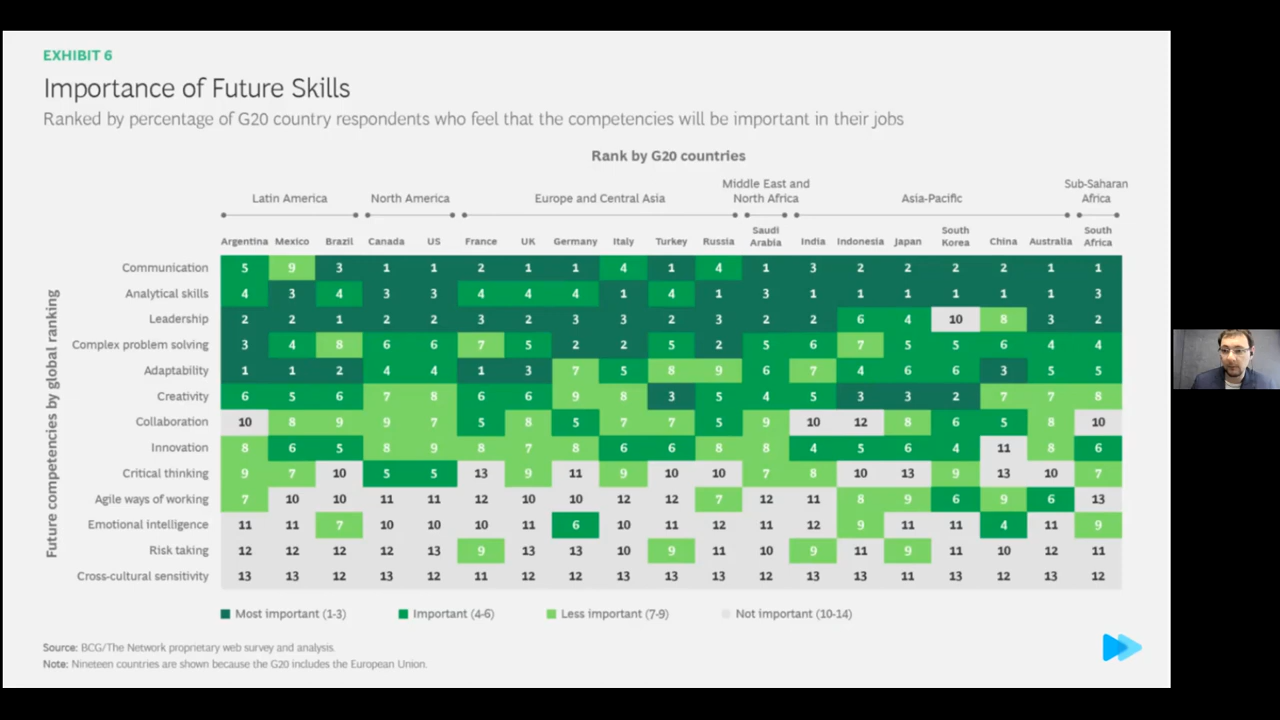 EXHIBIT 6
Importance of Future Skills
Ranked by percentage of G20 country respondents who feel that the competencies will be important in their jobs
Rank by G20 countries
Latin America North America Europe and Central Asia Middle East and North Africa Asia-Pacific Sub-Saharan Africa
Argentina Mexico Brazil Canada US France UK Germany Italy Turkey Russia Saudi Arabia India Indonesia Japan South Korea China Australia South Africa
Future competencies by global ranking
Communication 5 9 3 1 1 2 1 1 4 1 4 1 3 2 2 2 2 1 1
Analytical skills 4 3 4 3 3 4 4 4 1 4 1 3 1 1 1 1 1 1 3
Leadership 2 2 1 2 2 3 2 3 3 2 3 2 2 6 4 10 8 3 2
Complex problem solving 3 4 8 6 6 7 5 2 2 5 2 5 6 7 5 5 6 4 4
Adaptability 1 1 2 4 4 1 3 7 5 8 9 6 7 4 6 6 3 5 5
Creativity 6 5 6 7 8 6 6 9 8 3 5 4 5 3 3 2 7 7 8
Collaboration 10 8 9 9 7 5 8 5 7 7 5 9 10 12 8 6 5 8 10
Innovation 8 6 5 8 9 8 7 8 6 6 8 8 4 5 6 4 11 8 6
Critical thinking 9 7 10 5 5 13 9 11 9 10 10 7 8 10 13 9 13 10 7
Agile ways of working 7 10 10 11 11 12 10 10 12 12 7 12 11 8 9 6 9 6 13
Emotional intelligence 11 11 7 10 10 10 11 6 10 11 12 11 12 9 11 11 4 11 9
Risk taking 12 12 12 12 13 9 13 13 10 9 11 10 9 11 9 11 10 12 11
Cross-cultural sensitivity 13 13 12 13 12 11 12 12 13 13 13 12 13 13 11 13 12 13 12
Most important (1-3) Important (4-6) Less important (7-9) Not important (10-14)
Source: BCG/The Network proprietary web survey and analysis.
Note: Nineteen countries are shown because the G20 includes the European Union.